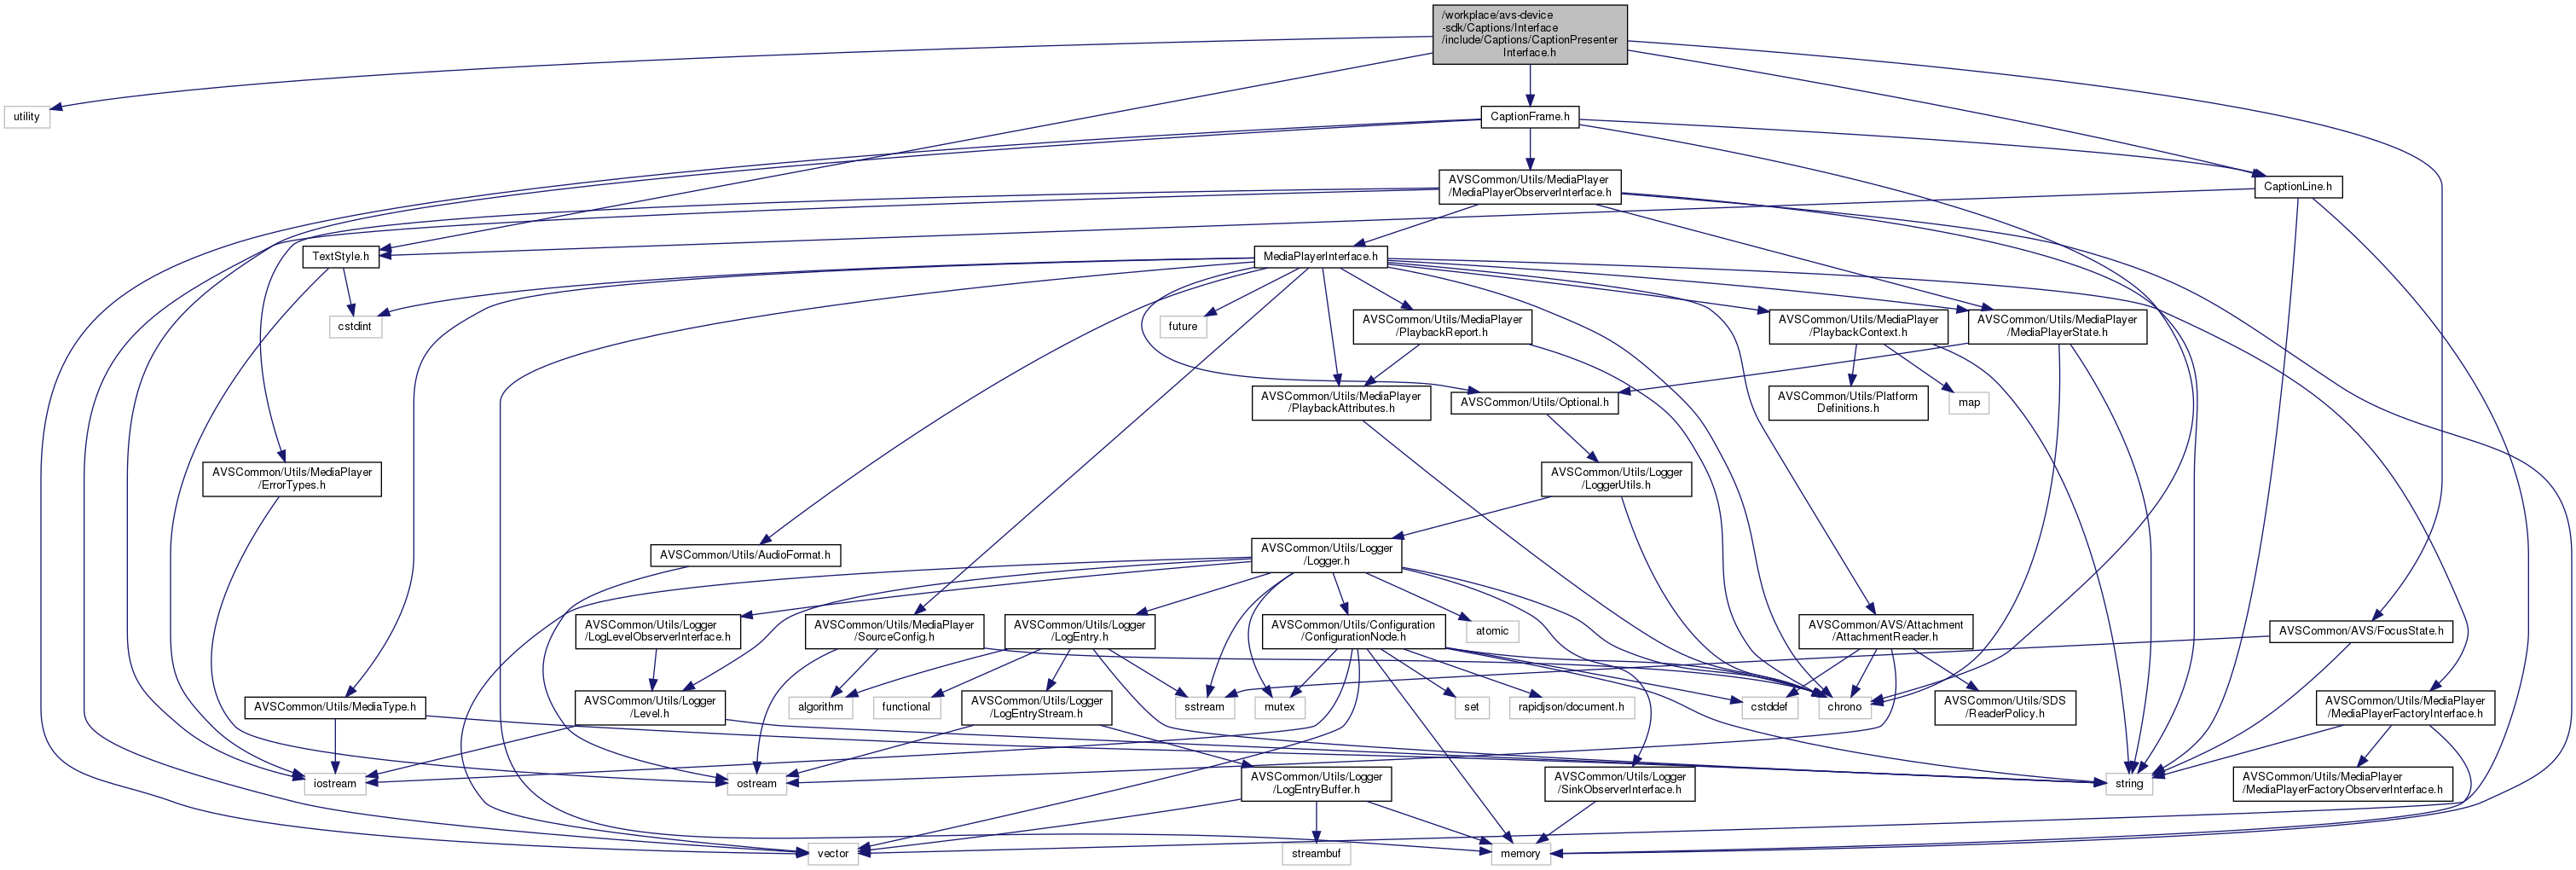 /workplace/avs-device
-sdk/Captions/Interface
/include/Captions/CaptionPresenter
Interface.h
utility
CaptionFrame.h
AVSCommon/Utils/MediaPlayer
/MediaPlayerObserverInterface.h
CaptionLine.h
TextStyle.h
MediaPlayerInterface.h
cstdint
future
AVSCommon/Utils/MediaPlayer
/PlaybackReport.h
AVSCommon/Utils/MediaPlayer
/PlaybackContext.h
AVSCommon/Utils/MediaPlayer
/MediaPlayerState.h
AVSCommon/Utils/MediaPlayer
/PlaybackAttributes.h
AVSCommon/Utils/Optional.h
AVSCommon/Utils/Platform
Definitions.h
map
AVSCommon/Utils/MediaPlayer
/ErrorTypes.h
AVSCommon/Utils/Logger
/LoggerUtils.h
AVSCommon/Utils/AudioFormat.h
AVSCommon/Utils/Logger
/Logger.h
AVSCommon/Utils/Logger
/LogLevelObserverInterface.h
AVSCommon/Utils/MediaPlayer
/SourceConfig.h
AVSCommon/Utils/Logger
/LogEntry.h
AVSCommon/Utils/Configuration
/ConfigurationNode.h
atomic
AVSCommon/AVS/Attachment
/AttachmentReader.h
AVSCommon/AVS/FocusState.h
AVSCommon/Utils/MediaType.h
AVSCommon/Utils/Logger
/Level.h
algorithm
functional
AVSCommon/Utils/Logger
/LogEntryStream.h
sstream
mutex
set
rapidjson/document.h
cstddef
chrono
AVSCommon/Utils/SDS
/ReaderPolicy.h
AVSCommon/Utils/MediaPlayer
/MediaPlayerFactoryInterface.h
iostream
ostream
AVSCommon/Utils/Logger
/LogEntryBuffer.h
AVSCommon/Utils/Logger
/SinkObserverInterface.h
string
AVSCommon/Utils/MediaPlayer
/MediaPlayerFactoryObserverInterface.h
vector
streambuf
memory